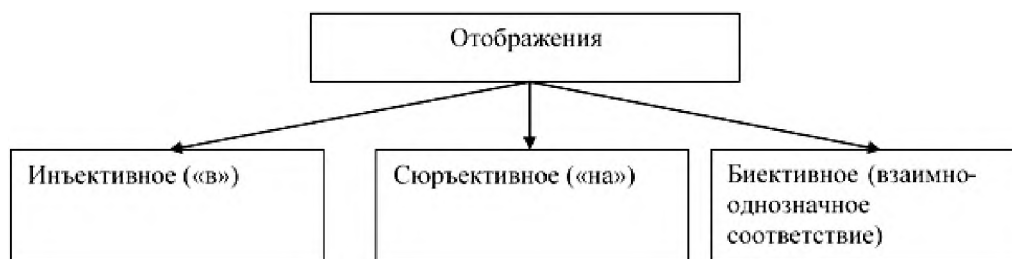 Отображения
Инъективное («в»)
Сюръективное («на»)
Биективное (взаимно-
однозначное
соответствие)